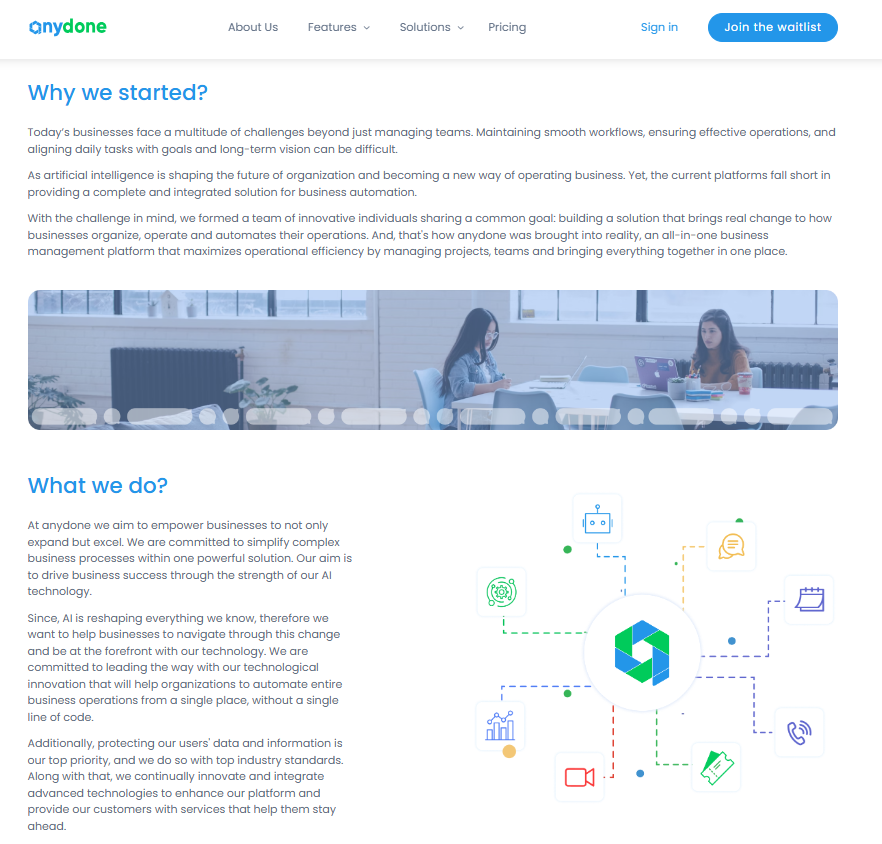 anydone
About Us
Features
Solutions
Pricing
Sign in
Join the waitlist
Why we started?
Today's businesses face a multitude of challenges beyond just managing teams. Maintaining smooth workflows, ensuring effective operations, and
aligning daily tasks with goals and long-term vision can be difficult.
As artificial intelligence is shaping the future of organization and becoming a new way of operating business. Yet, the current platforms fall short in
providing a complete and integrated solution for business automation.
With the challenge in mind, we formed a team of innovative individuals sharing a common goal: building a solution that brings real change to how
businesses organize, operate and automates their operations. And, that's how anydone was brought into reality, an all-in-one business
management platform that maximizes operational efficiency by managing projects, teams and bringing everything together in one place.
What we do?
At anydone we aim to empower businesses to not only
expand but excel. We are committed to simplify complex
business processes within one powerful solution. Our aim is
to drive business success through the strength of our AI
technology.
Since, AI is reshaping everything we know, therefore we
want to help businesses to navigate through this change
and be at the forefront with our technology. We are
committed to leading the way with our technological
innovation that will help organizations to automate entire
business operations from a single place, without a single
line of code.
Additionally, protecting our users' data and information is
our top priority, and we do so with top industry standards.
Along with that, we continually innovate and integrate
advanced technologies to enhance our platform and
provide our customers with services that help them stay
ahead.